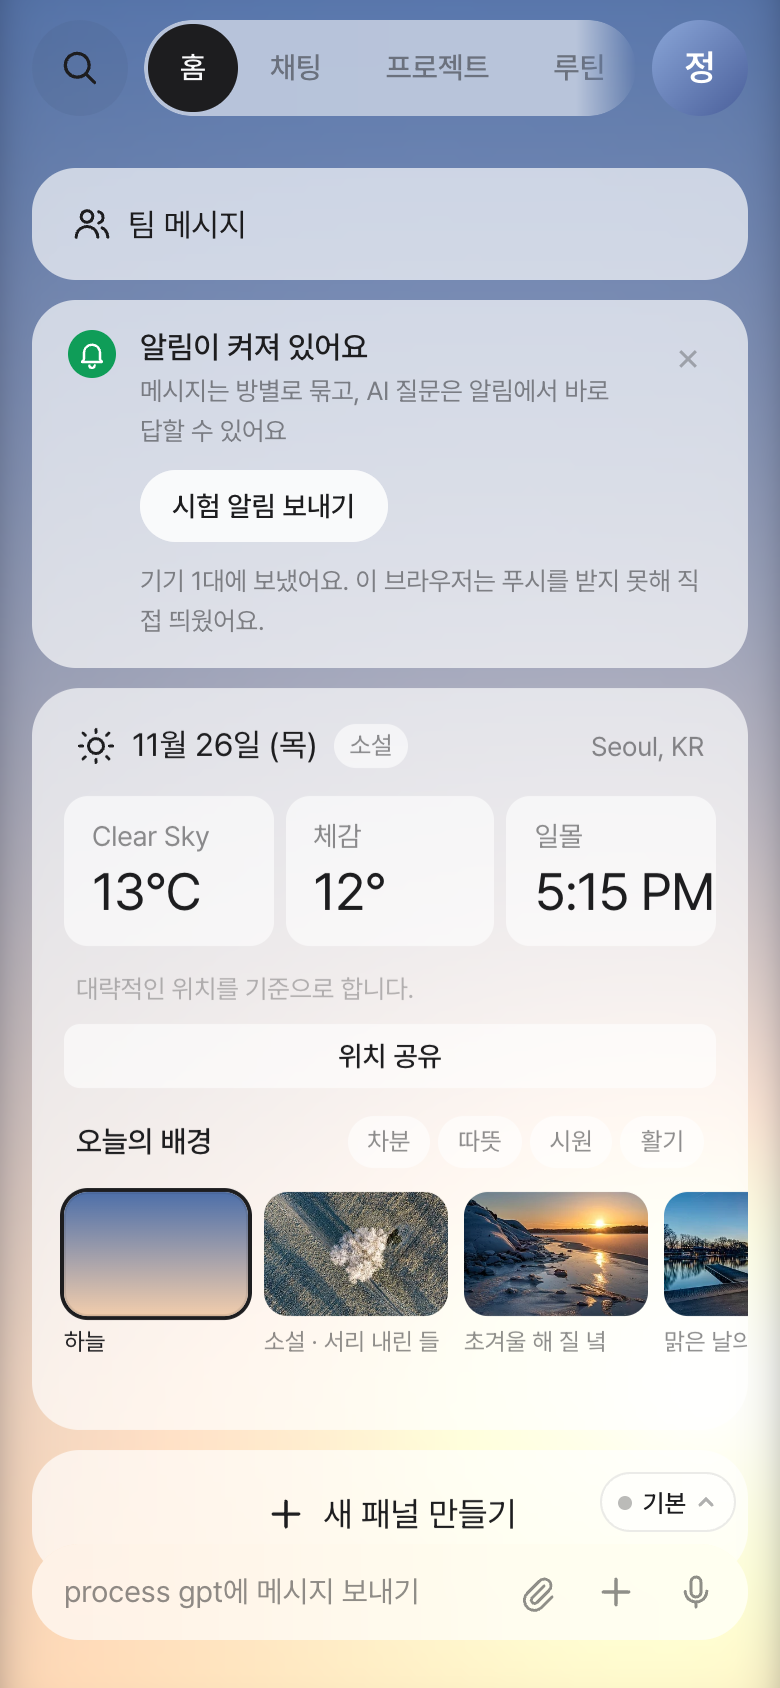 홈 채팅 프로젝트 루틴 정
팀 메시지
알림이 켜져 있어요
메시지는 방별로 묶고, AI 질문은 알림에서 바로
답할 수 있어요
시험 알림 보내기
기기 1대에 보냈어요. 이 브라우저는 푸시를 받지 못해 직
접 띄웠어요.
11월 26일 (목) 소설 Seoul, KR
Clear Sky 체감 일몰
13°C 12° 5:15 PM
대략적인 위치를 기준으로 합니다.
위치 공유
오늘의 배경 차분 따뜻 시원 활기
하늘 소설 · 서리 내린 들 초겨울 해 질 녘 맑은 날의
새 패널 만들기 기본
process gpt에 메시지 보내기